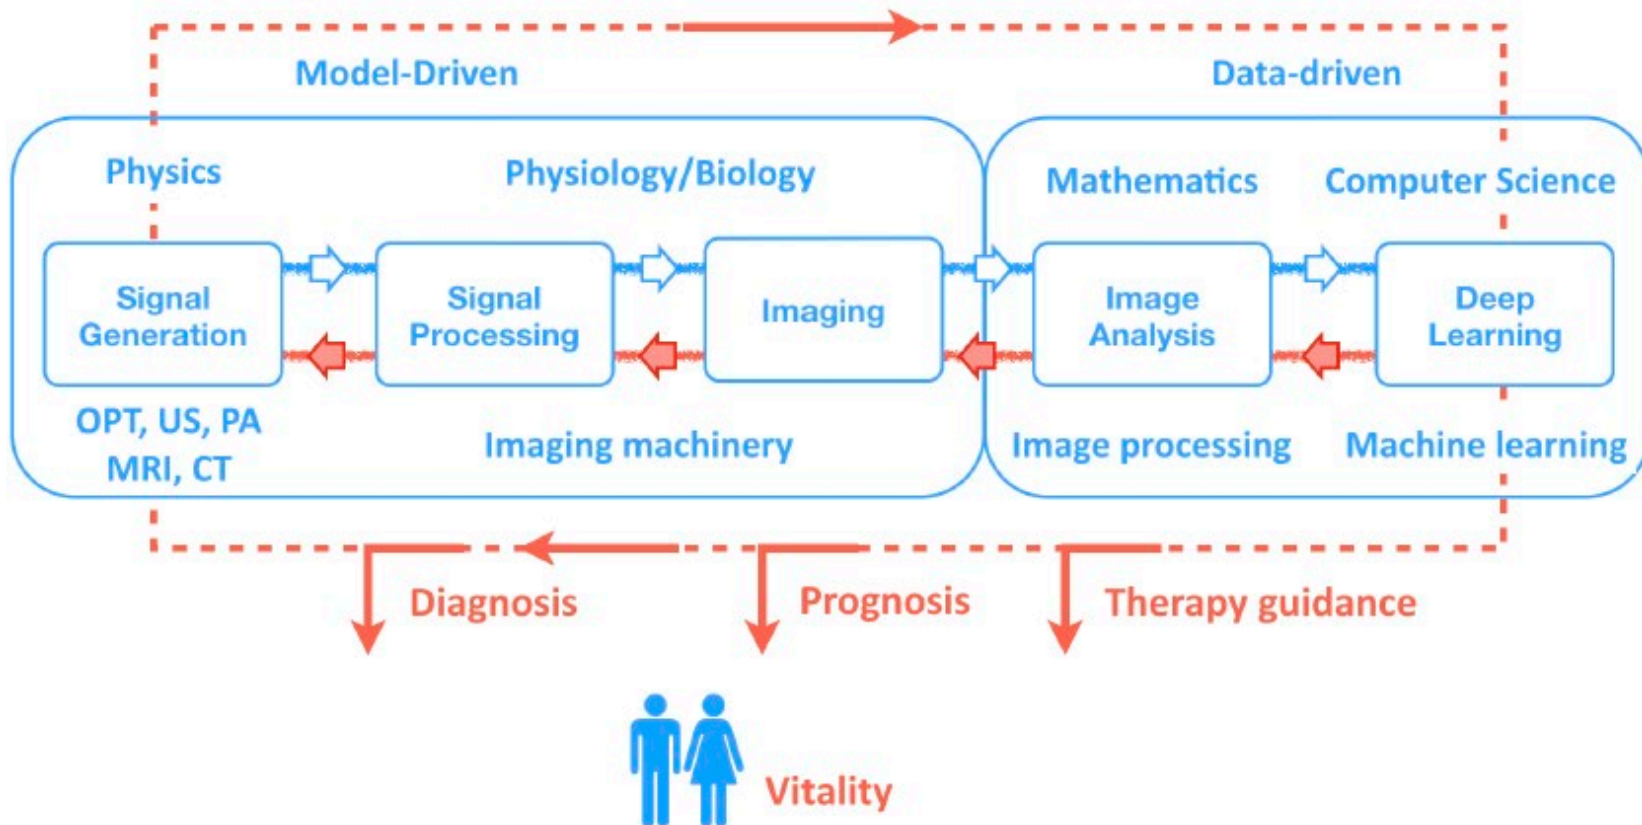 Model-Driven
Data-driven
Physics
Physiology/Biology
Mathematics
Computer Science
Signal
Generation
Signal
Processing
Imaging
Image
Analysis
Deep
Learning
OPT, US, PA
MRI, CT
Imaging machinery
Image processing
Machine learning
Diagnosis
Prognosis
Therapy guidance
Vitality